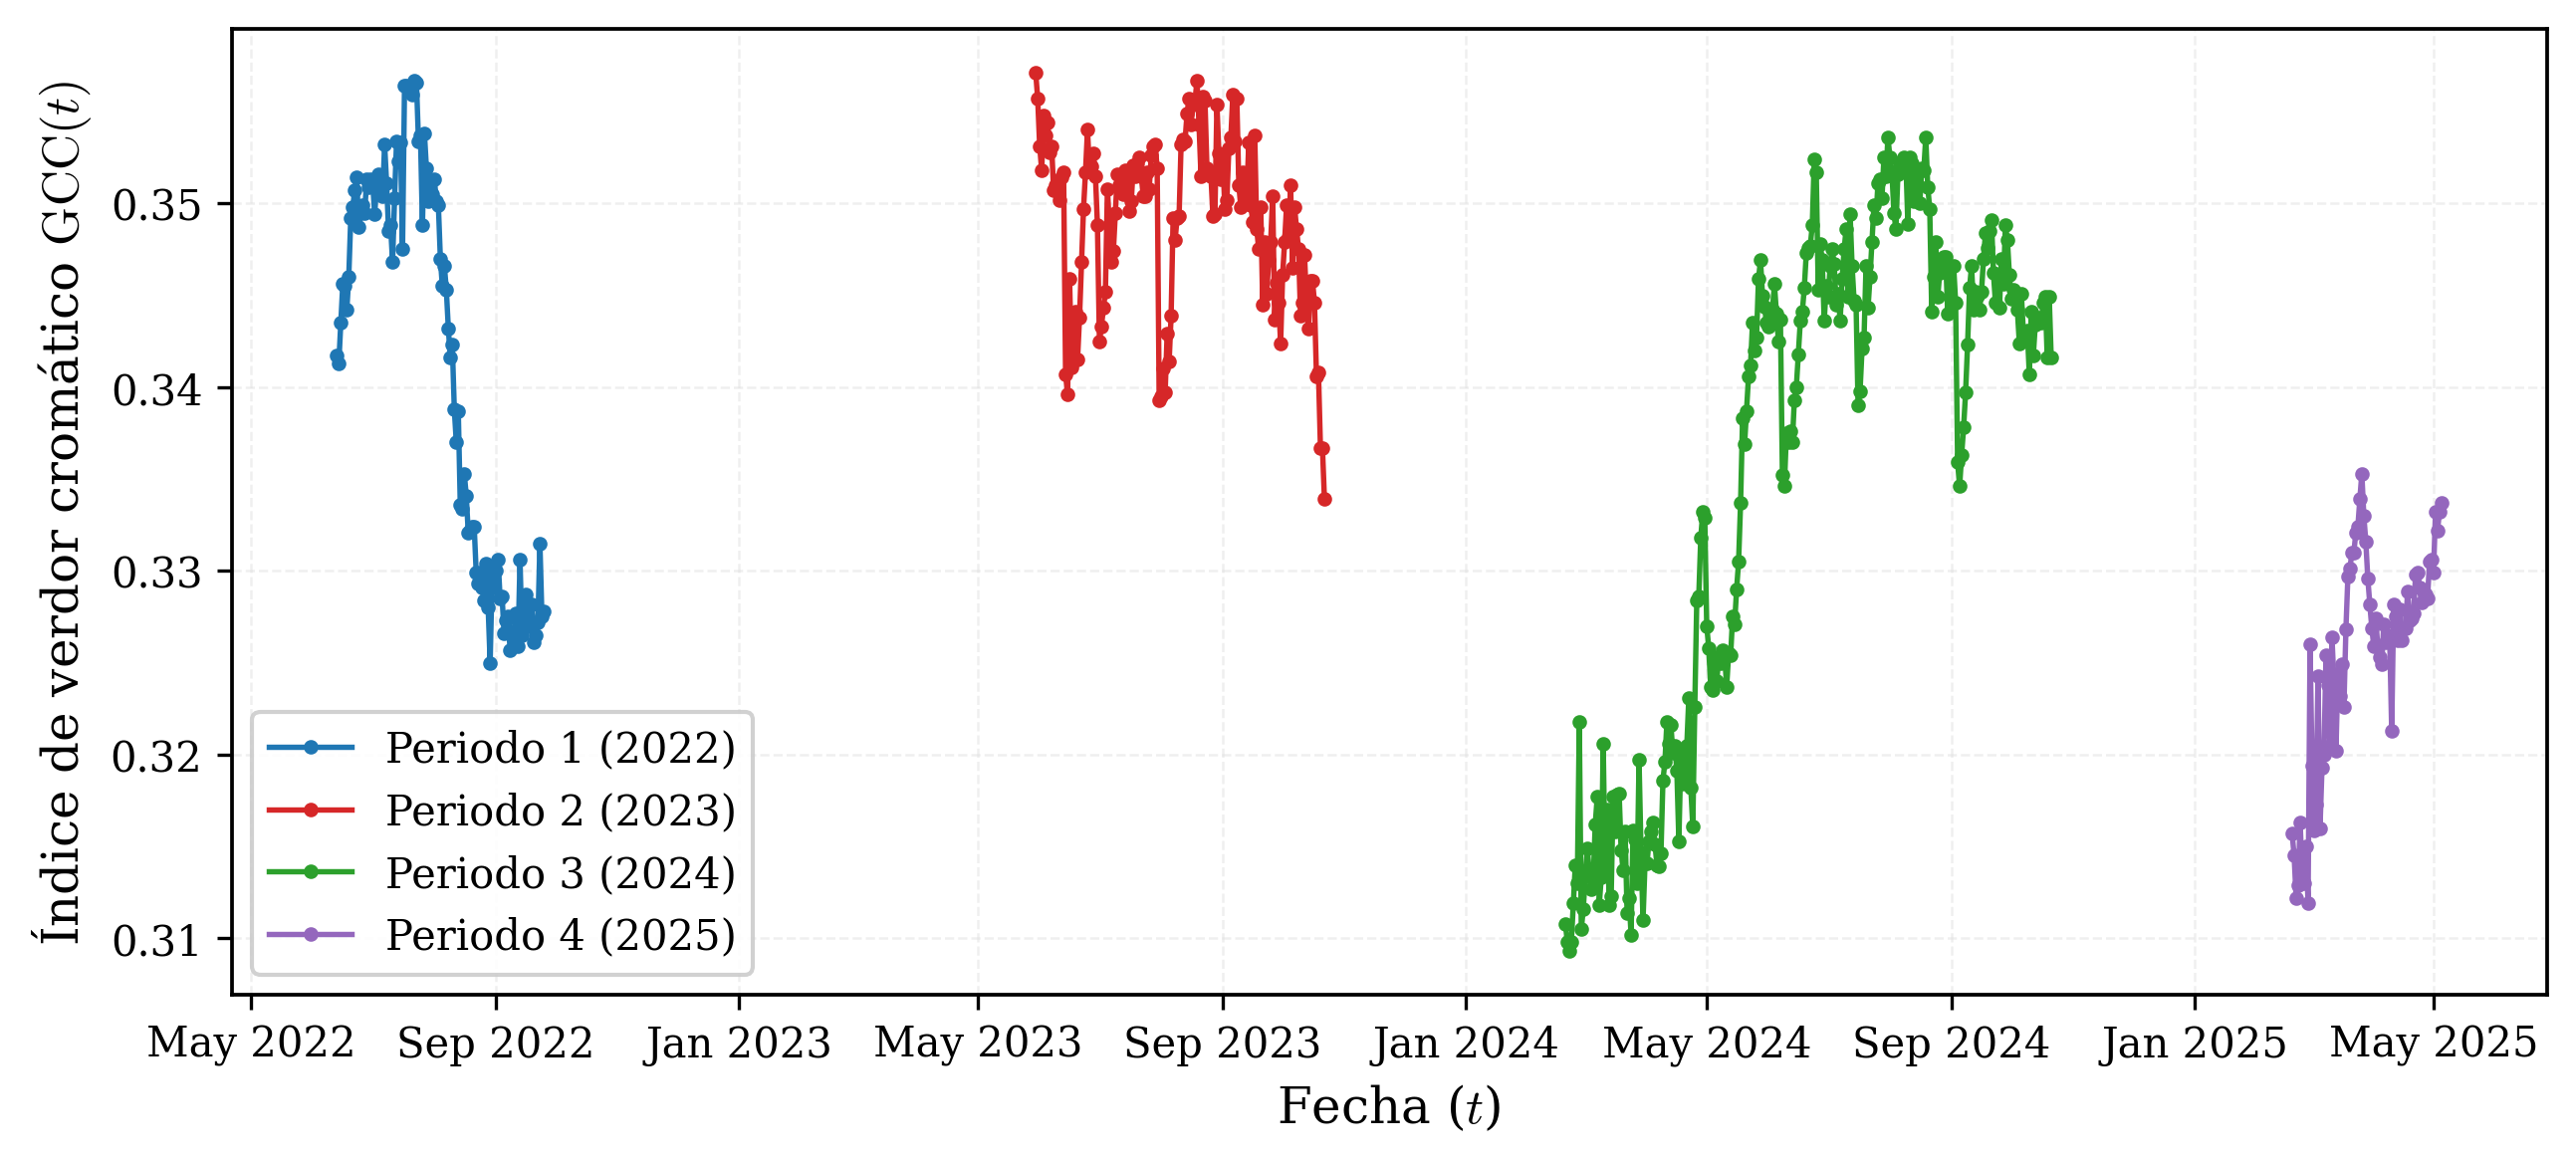 Índice de verdor cromático GCC(t)
0.35
0.34
0.33
0.32
0.31
Periodo 1 (2022)
Periodo 2 (2023)
Periodo 3 (2024)
Periodo 4 (2025)
May 2022 Sep 2022 Jan 2023 May 2023 Sep 2023 Jan 2024 May 2024 Sep 2024 Jan 2025 May 2025
Fecha (t)